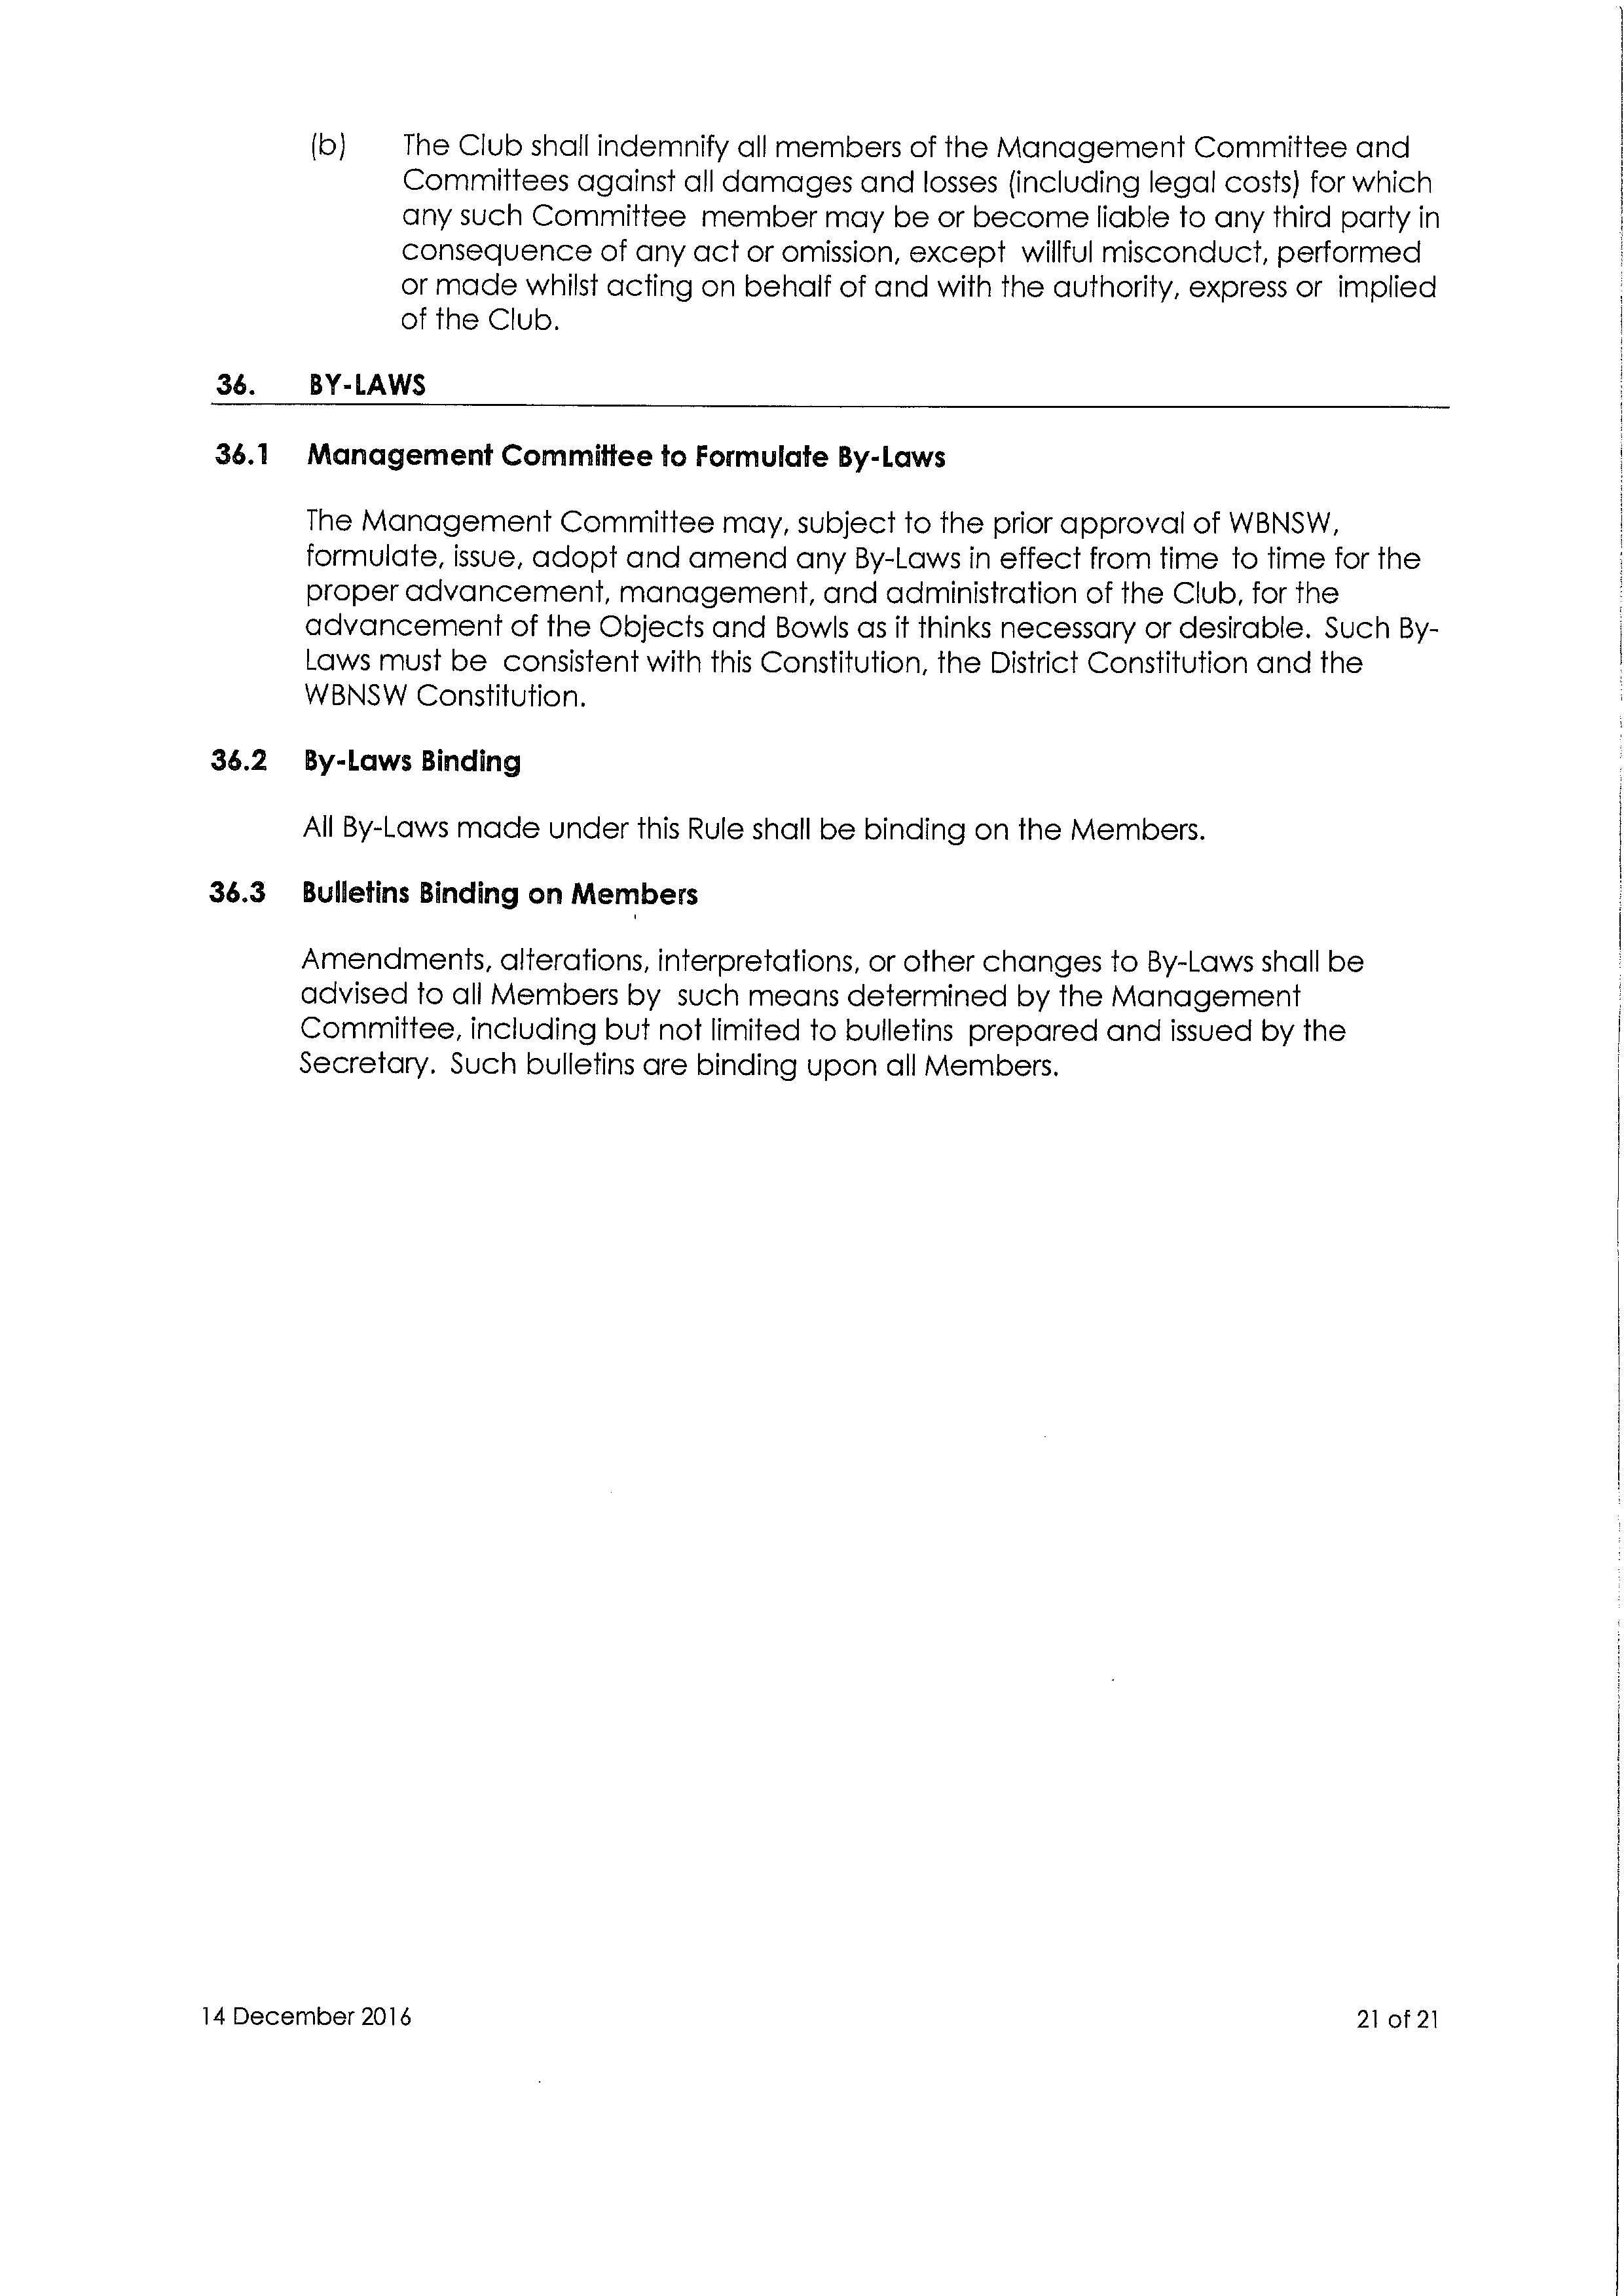 (b) The Club shall indemnify all members of the Management Committee and
Committees against all damages and losses (including legal costs) for which
any such Committee member may be or become liable to any third party in
consequence of any act or omission, except willful misconduct, performed
or made whilst acting on behalf of and with the authority, express or implied
of the Club.
36. BY-LAWS
36.1 Management Committee to Formulate By-Laws
The Management Committee may, subject to the prior approval of WBNSW,
formulate, issue, adopt and amend any By-Laws in effect from time to time for the
proper advancement, management, and administration of the Club, for the
advancement of the Objects and Bowls as it thinks necessary or desirable. Such By-
Laws must be consistent with this Constitution, the District Constitution and the
WBNSW Constitution.
36.2 By-Laws Binding
All By-Laws made under this Rule shall be binding on the Members.
36.3 Bulletins Binding on Members
Amendments, alterations, interpretations, or other changes to By-Laws shall be
advised to all Members by such means determined by the Management
Committee, including but not limited to bulletins prepared and issued by the
Secretary. Such bulletins are binding upon all Members.
14 December 2016 21 of 21